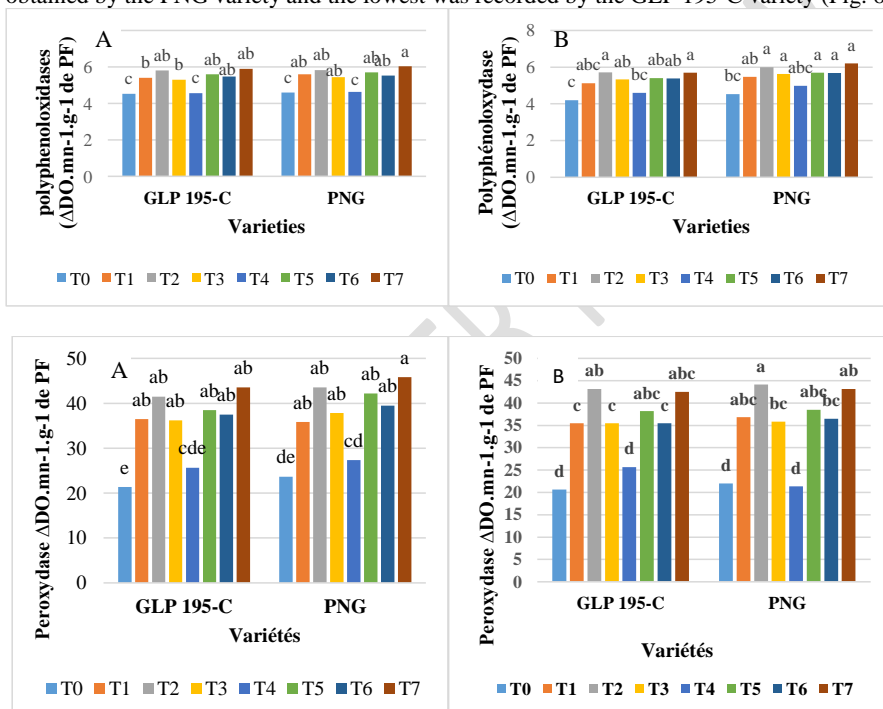 obtained by the PNG variety and the lowest was recorded by the GLP 195-C variety (Fig. 6
A
polyphenoloxidases
(ΔDO.mn-1.g-1 de PF)
8
6
4
2
0
c b ab b c ab ab ab c ab ab ab c ab ab a
GLP 195-C PNG
Varieties
T0 T1 T2 T3 T4 T5 T6 T7
B
Polyphénoloxydase
(ΔDO.mn-1.g-1 de PF)
8
6
4
2
0
c abc a ab bc ab ab a bc ab a a abc a a a
GLP 195-C PNG
Varieties
T0 T1 T2 T3 T4 T5 T6 T7
A
Peroxydase ΔDO.mn-1.g-1 de PF
50
40
30
20
10
0
e ab ab ab cde ab ab ab de ab ab ab cd ab ab a
GLP 195-C PNG
Variétés
T0 T1 T2 T3 T4 T5 T6 T7
B
Peroxydase ΔDO.mn-1.g-1 de PF
50
45
40
35
30
25
20
15
10
5
0
d c ab c d abc c abc d abc a bc d abc bc ab
GLP 195-C PNG
Variétés
T0 T1 T2 T3 T4 T5 T6 T7